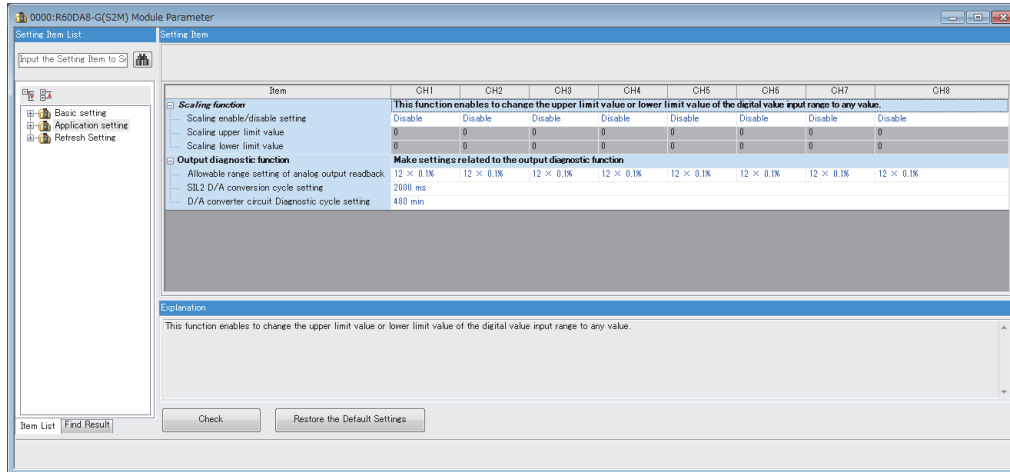 0000:R60DA8-G(S2M) Module Parameter
Setting Item List
Setting Item
Input the Setting Item to Se
Basic setting
Application setting
Refresh Setting
Item CH1 CH2 CH3 CH4 CH5 CH6 CH7 CH8
Scaling function This function enables to change the upper limit value or lower limit value of the digital value input range to any value.
Scaling enable/disable setting Disable Disable Disable Disable Disable Disable Disable Disable
Scaling upper limit value 0 0 0 0 0 0 0 0
Scaling lower limit value 0 0 0 0 0 0 0 0
Output diagnostic function Make settings related to the output diagnostic function
Allowable range setting of analog output readback 12 × 0.1% 12 × 0.1% 12 × 0.1% 12 × 0.1% 12 × 0.1% 12 × 0.1% 12 × 0.1% 12 × 0.1%
SIL2 D/A conversion cycle setting 2000 ms
D/A converter circuit Diagnostic cycle setting 480 min
Explanation
This function enables to change the upper limit value or lower limit value of the digital value input range to any value.
Item List Find Result
Check Restore the Default Settings